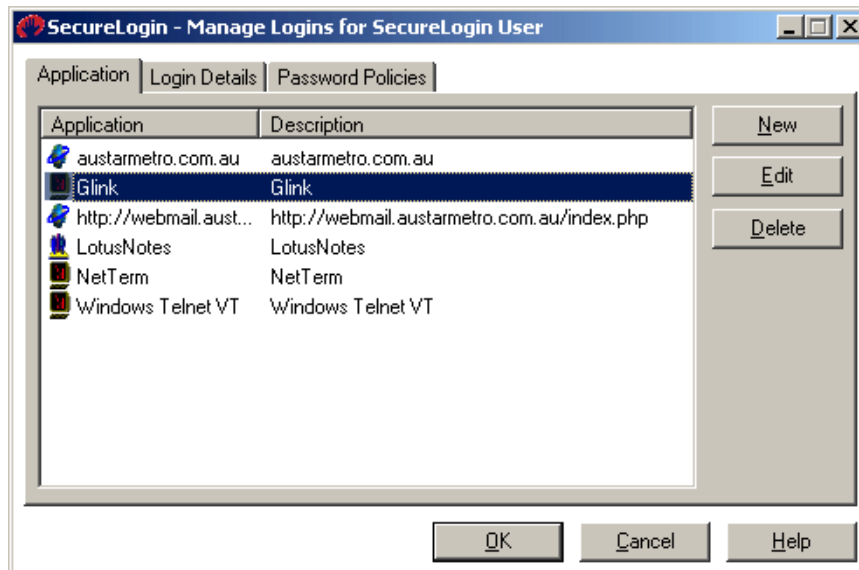 SecureLogin - Manage Logins for SecureLogin User
Application Login Details Password Policies
Application Description
austarmetro.com.au austarmetro.com.au
Glink Glink
http://webmail.aust... http://webmail.austarmetro.com.au/index.php
LotusNotes LotusNotes
NetTerm NetTerm
Windows Telnet VT Windows Telnet VT
New
Edit
Delete
OK Cancel Help